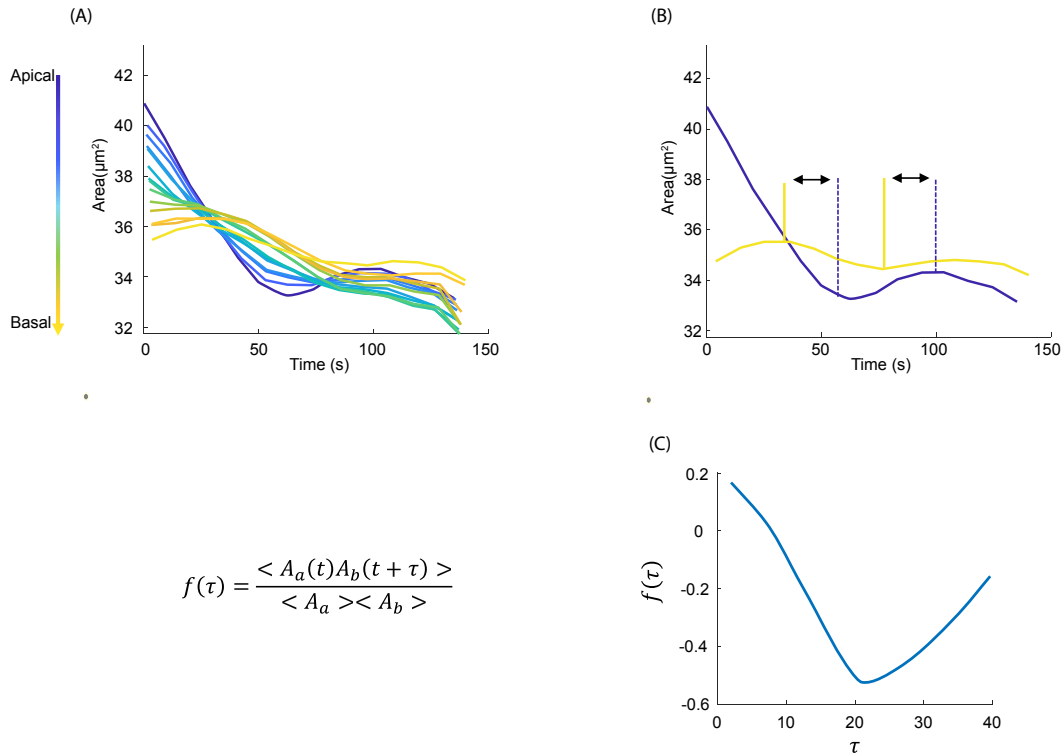 (A)
Apical
Basal
Area(µm²)
42
40
38
36
34
32
0
50
100
150
Time (s)
(B)
Area(µm²)
42
40
38
36
34
32
0
50
100
150
Time (s)
f(τ) = < A_a(t)A_b(t + τ) > / < A_a >< A_b >
(C)
f(τ)
0.2
0
-0.2
-0.4
-0.6
0
10
20
30
40
τ